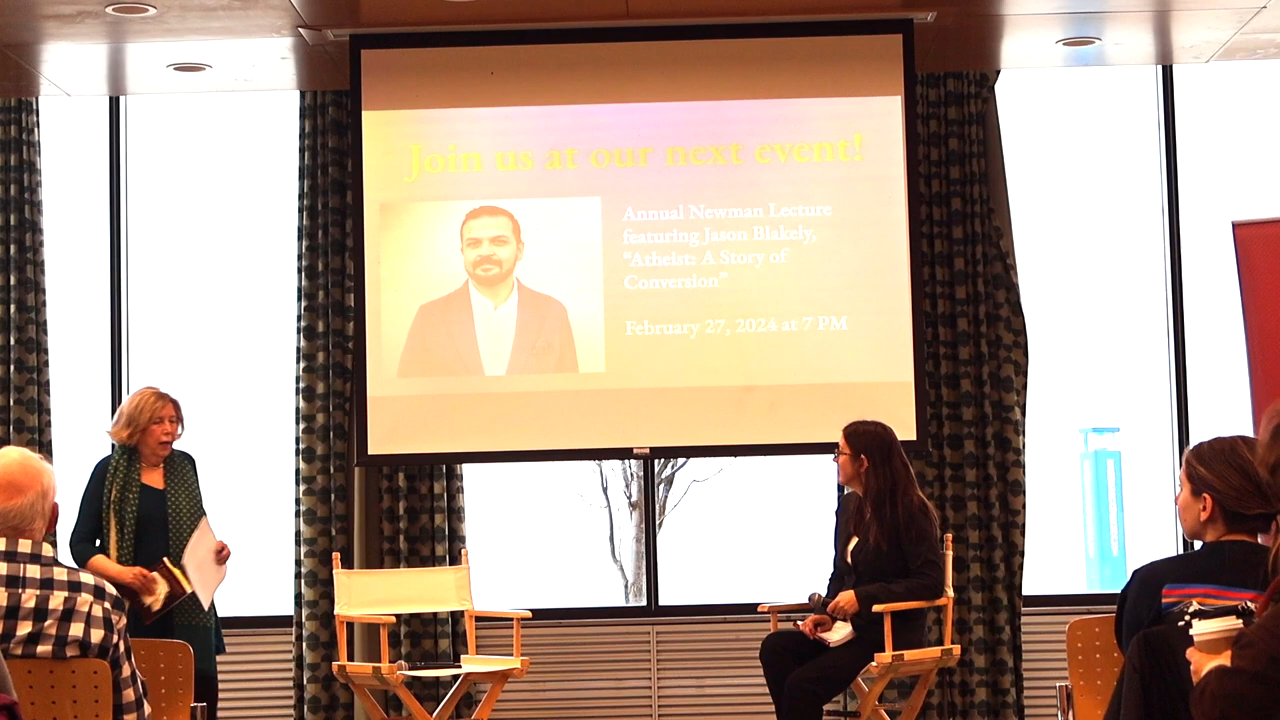 Join us at our next event!
Annual Newman Lecture
featuring Jason Blakely,
“Atheist: A Story of
Conversion”
February 27, 2024 at 7 PM